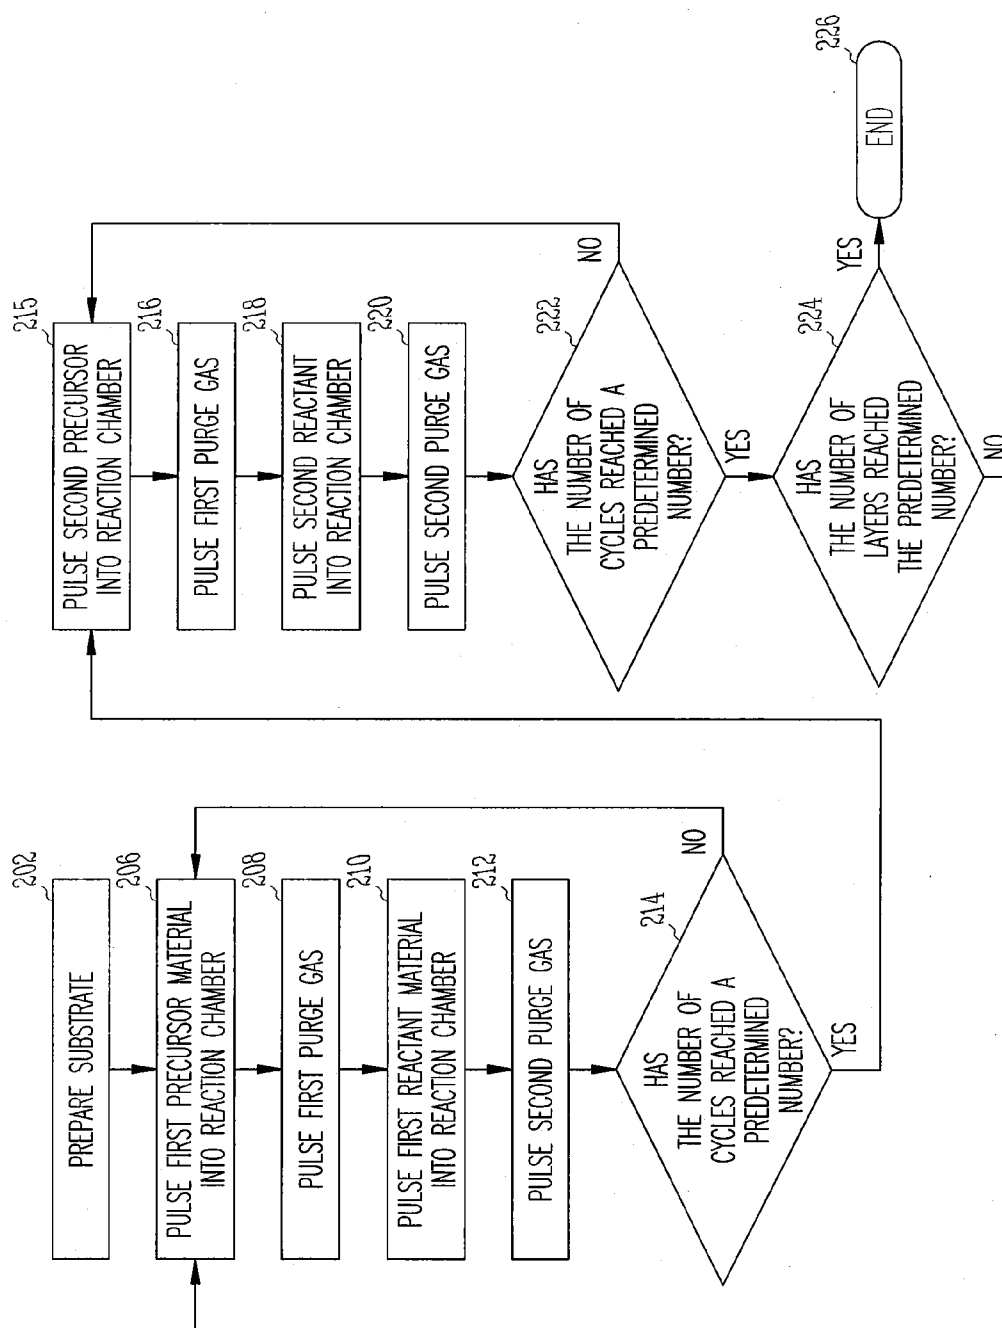 202
PREPARE SUBSTRATE
206
PULSE FIRST PRECURSOR MATERIAL
INTO REACTION CHAMBER
208
PULSE FIRST PURGE GAS
210
PULSE FIRST REACTANT MATERIAL
INTO REACTION CHAMBER
212
PULSE SECOND PURGE GAS
214
HAS
THE NUMBER OF
CYCLES REACHED A
PREDETERMINED
NUMBER?
NO
YES
215
PULSE SECOND PRECURSOR
INTO REACTION CHAMBER
216
PULSE FIRST PURGE GAS
218
PULSE SECOND REACTANT
INTO REACTION CHAMBER
220
PULSE SECOND PURGE GAS
222
HAS
THE NUMBER OF
CYCLES REACHED A
PREDETERMINED
NUMBER?
NO
YES
224
HAS
THE NUMBER OF
LAYERS REACHED
THE PREDETERMINED
NUMBER?
YES
NO
226
END